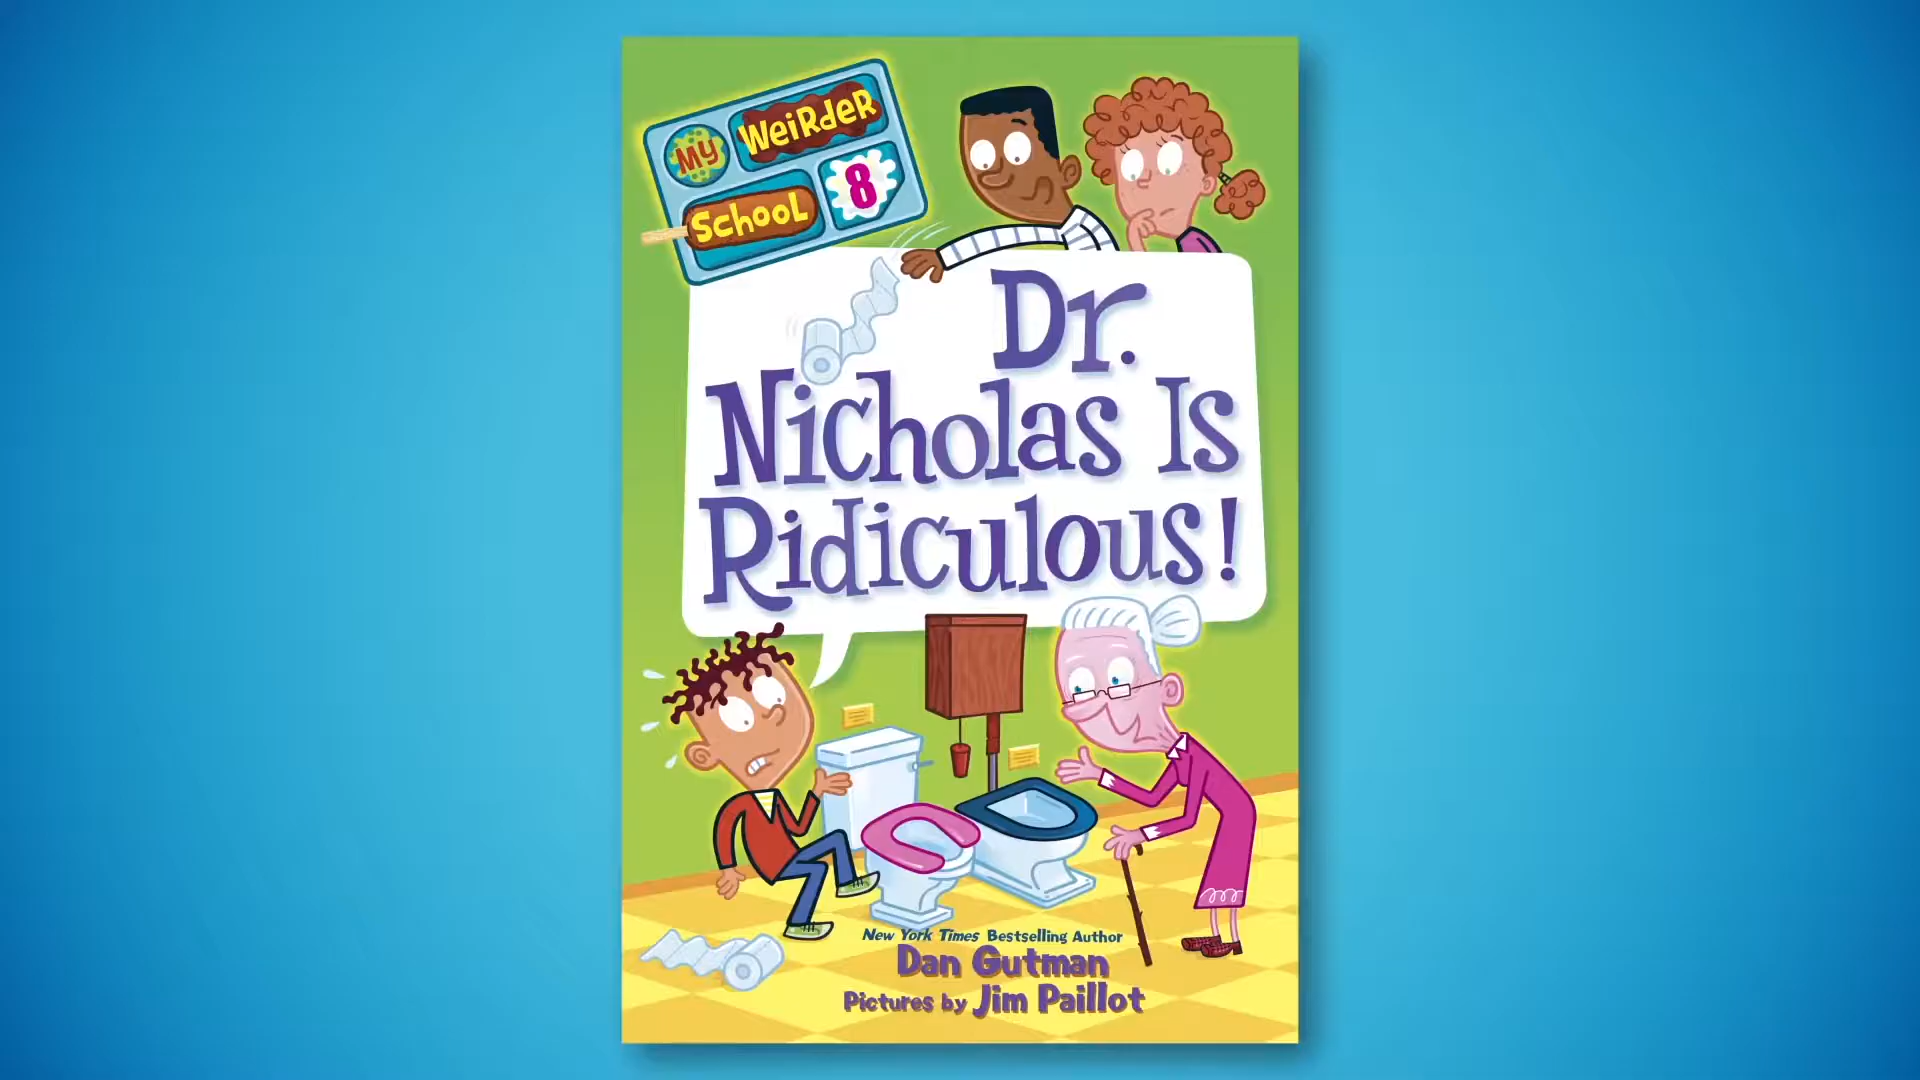 My WeiRdeR
School 8
Dr.
Nicholas Is
Ridiculous!
New York Times Bestselling Author
Dan Gutman
Pictures by Jim Paillot